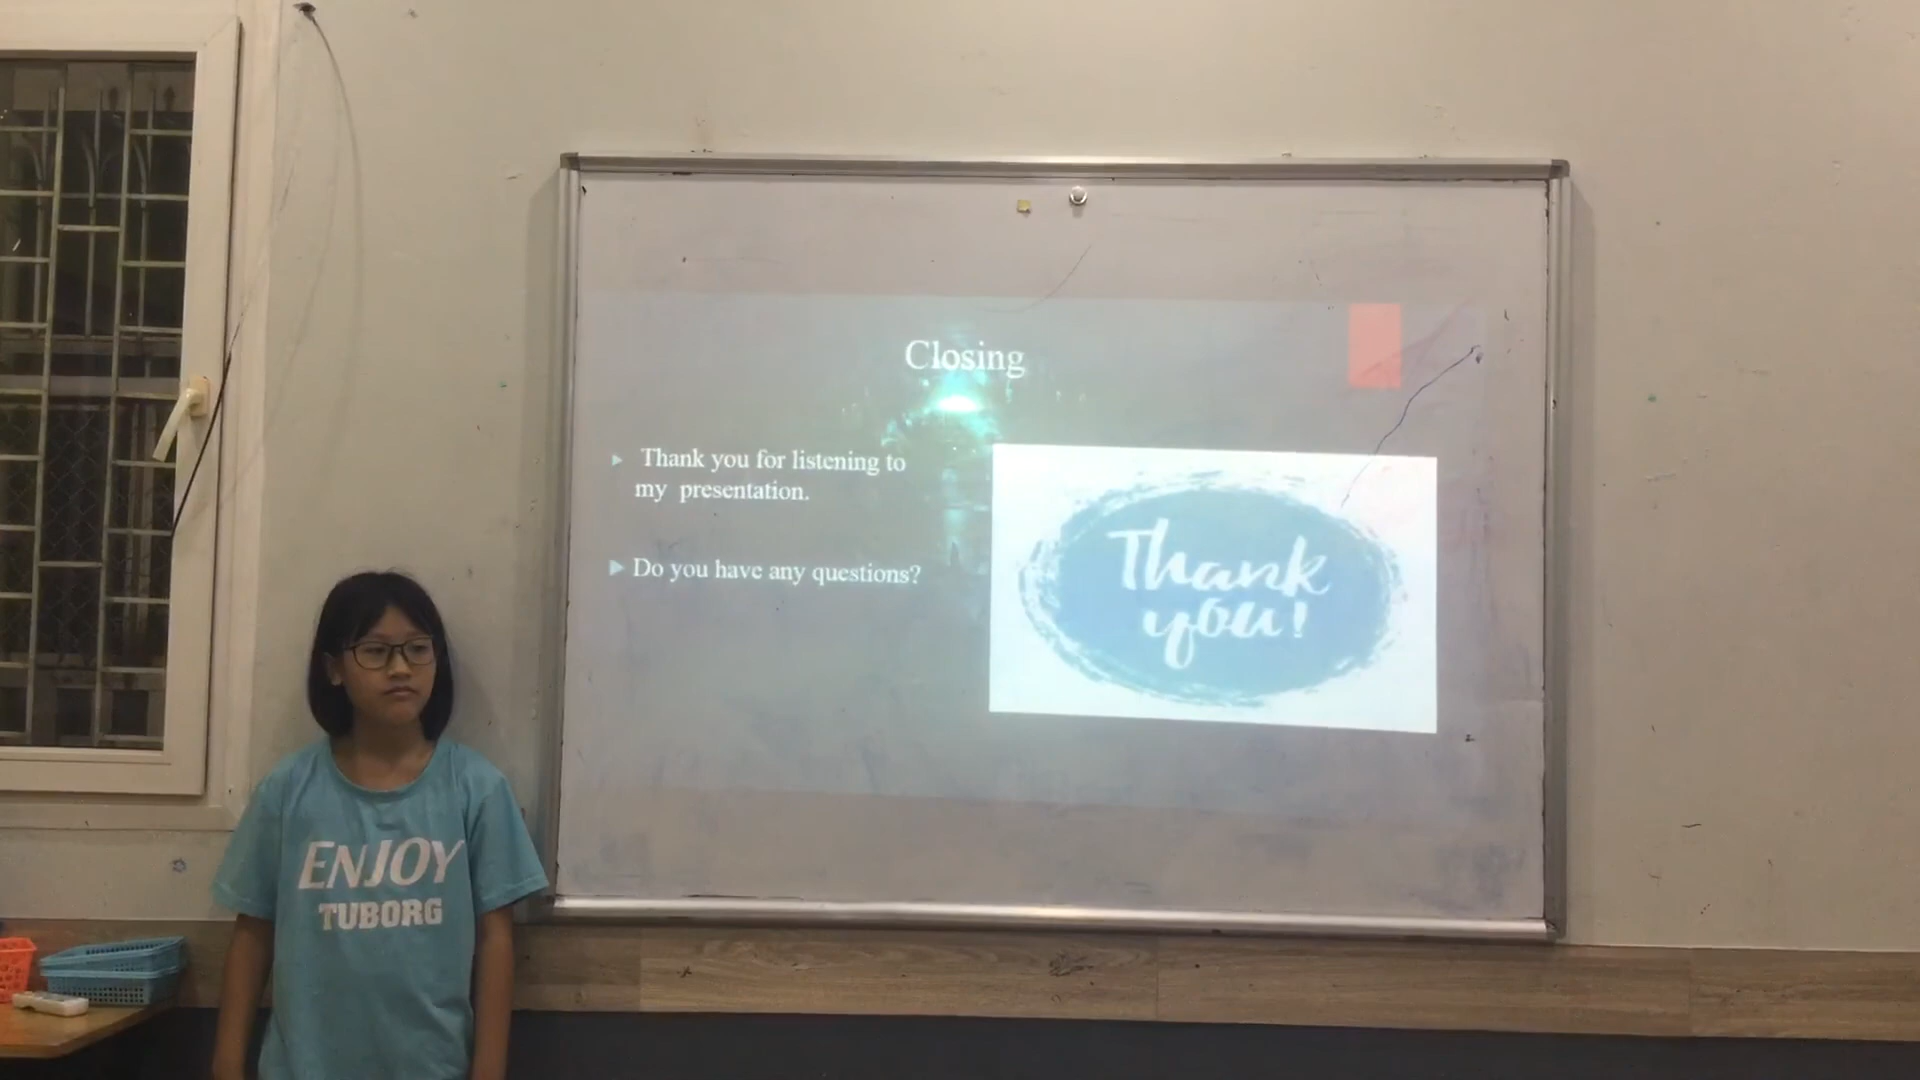 Closing
Thank you for listening to
my presentation.
Do you have any questions?
Thank
you!
ENJOY
TUBORG